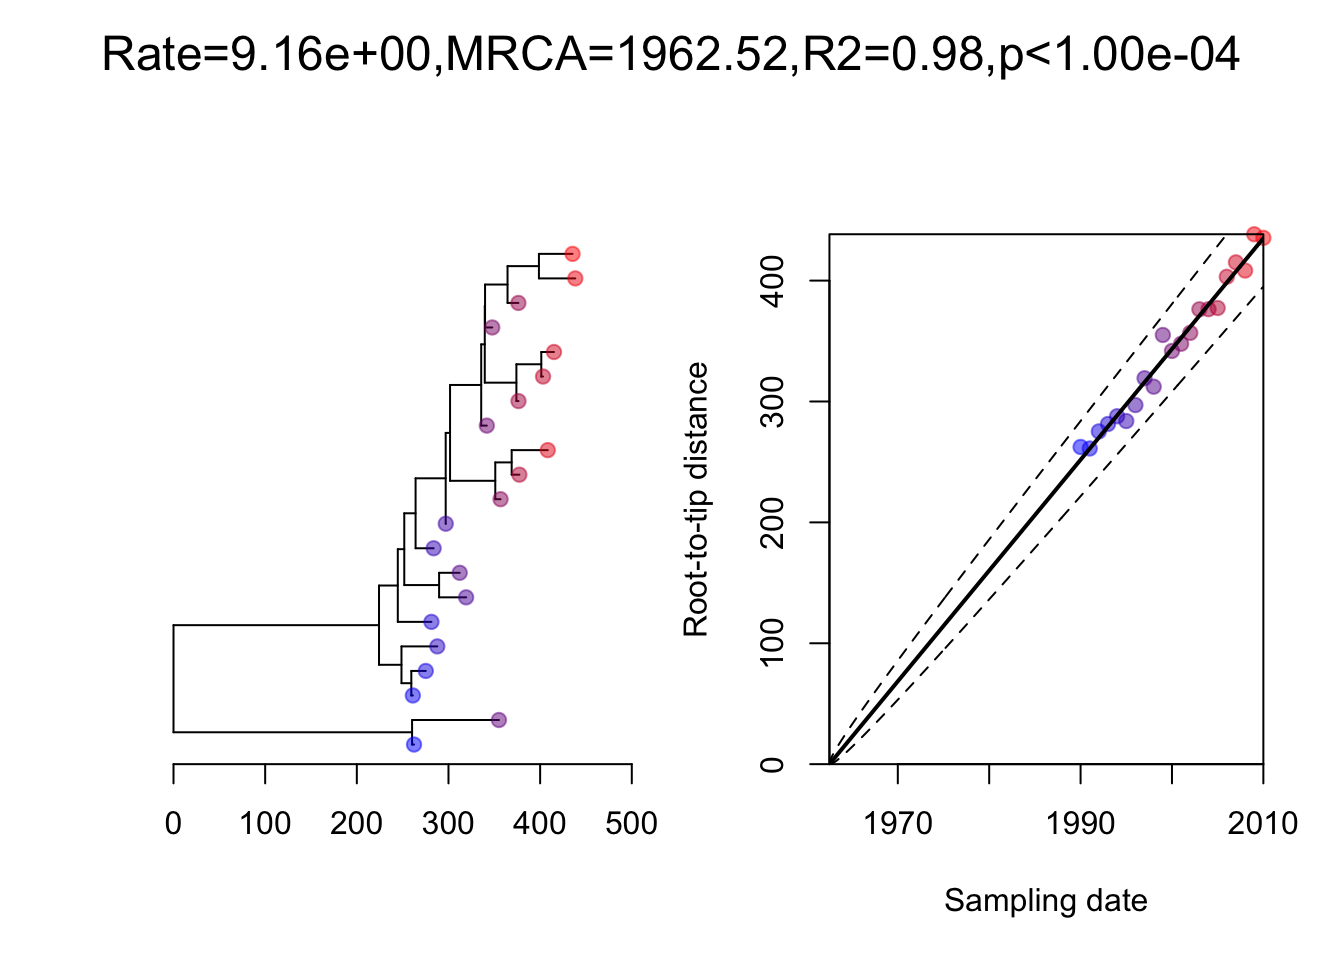 Rate=9.16e+00,MRCA=1962.52,R2=0.98,p<1.00e-04
0 100 200 300 400 500
Root-to-tip distance
0 100 200 300 400
1970 1990 2010
Sampling date